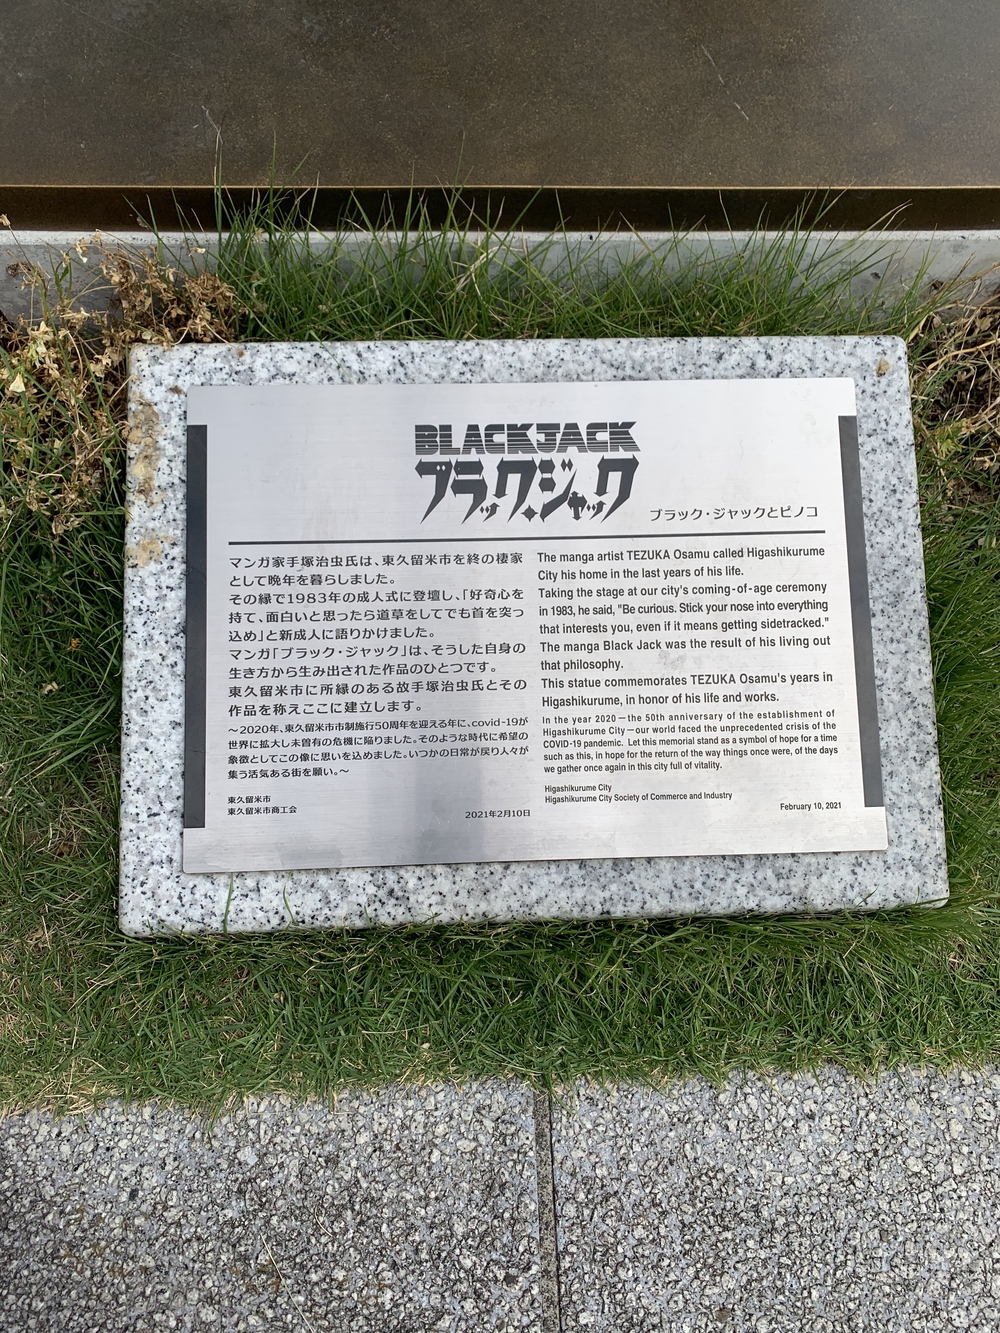 BLACK JACK
ブラック・ジャック
ブラック・ジャックとピノコ
マンガ家手塚治虫氏は、東久留米市を終の棲家
として晩年を暮らしました。
その縁で1983年の成人式に登壇し、「好奇心を
持て、面白いと思ったら道草をしてでも首を突っ
込め」と新成人に語りかけました。
マンガ「ブラック・ジャック」は、そうした自身の
生き方から生み出された作品のひとつです。
東久留米市に所縁のある故手塚治虫氏とその
作品を称えここに建立します。
～2020年、東久留米市市制施行50周年を迎える年に、covid-19が
世界に拡大し未曽有の危機に陥りました。そのような時代に希望の
象徴としてこの像に思いを込めました。いつかの日常が戻り人々が
集う活気ある街を願い。～
東久留米市
東久留米市商工会
2021年2月10日
The manga artist TEZUKA Osamu called Higashikurume
City his home in the last years of his life.
Taking the stage at our city's coming-of-age ceremony
in 1983, he said, "Be curious. Stick your nose into everything
that interests you, even if it means getting sidetracked."
The manga Black Jack was the result of his living out
that philosophy.
This statue commemorates TEZUKA Osamu's years in
Higashikurume, in honor of his life and works.
In the year 2020—the 50th anniversary of the establishment of
Higashikurume City—our world faced the unprecedented crisis of the
COVID-19 pandemic. Let this memorial stand as a symbol of hope for a time
such as this, in hope for the return of the way things once were, of the days
we gather once again in this city full of vitality.
Higashikurume City
Higashikurume City Society of Commerce and Industry
February 10, 2021